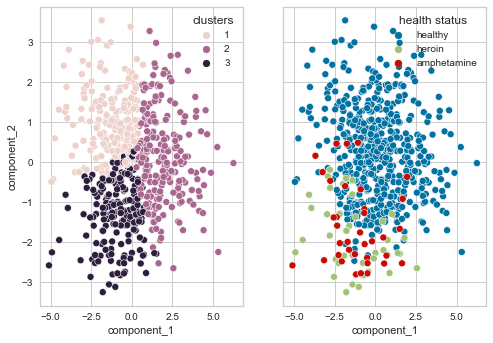 clusters
1
2
3
health status
healthy
heroin
amphetamine
component_2
3
2
1
0
−1
−2
−3
−5.0 −2.5 0.0 2.5 5.0
−5.0 −2.5 0.0 2.5 5.0
component_1
component_1